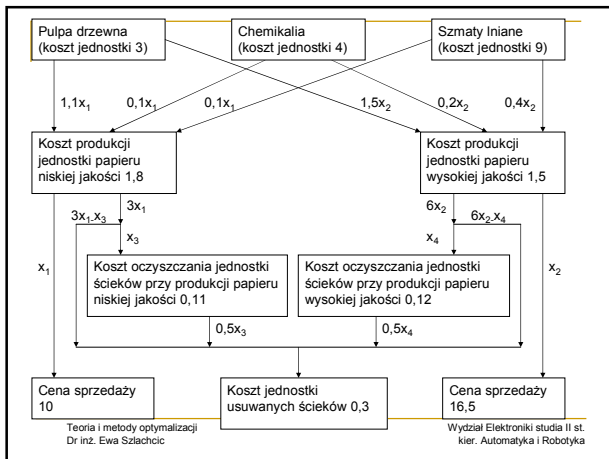 Pulpa drzewna
(koszt jednostki 3)
Chemikalia
(koszt jednostki 4)
Szmaty lniane
(koszt jednostki 9)
1,1x₁
0,1x₁
0,1x₁
1,5x₂
0,2x₂
0,4x₂
Koszt produkcji
jednostki papieru
niskiej jakości 1,8
Koszt produkcji
jednostki papieru
wysokiej jakości 1,5
3x₁
3x₁-x₃
x₃
6x₂
6x₂-x₄
x₄
x₁
x₂
Koszt oczyszczania jednostki
ścieków przy produkcji papieru
niskiej jakości 0,11
Koszt oczyszczania jednostki
ścieków przy produkcji papieru
wysokiej jakości 0,12
0,5x₃
0,5x₄
Cena sprzedaży
10
Koszt jednostki
usuwanych ścieków 0,3
Cena sprzedaży
16,5
Teoria i metody optymalizacji
Dr inż. Ewa Szlachcic
Wydział Elektroniki studia II st.
kier. Automatyka i Robotyka